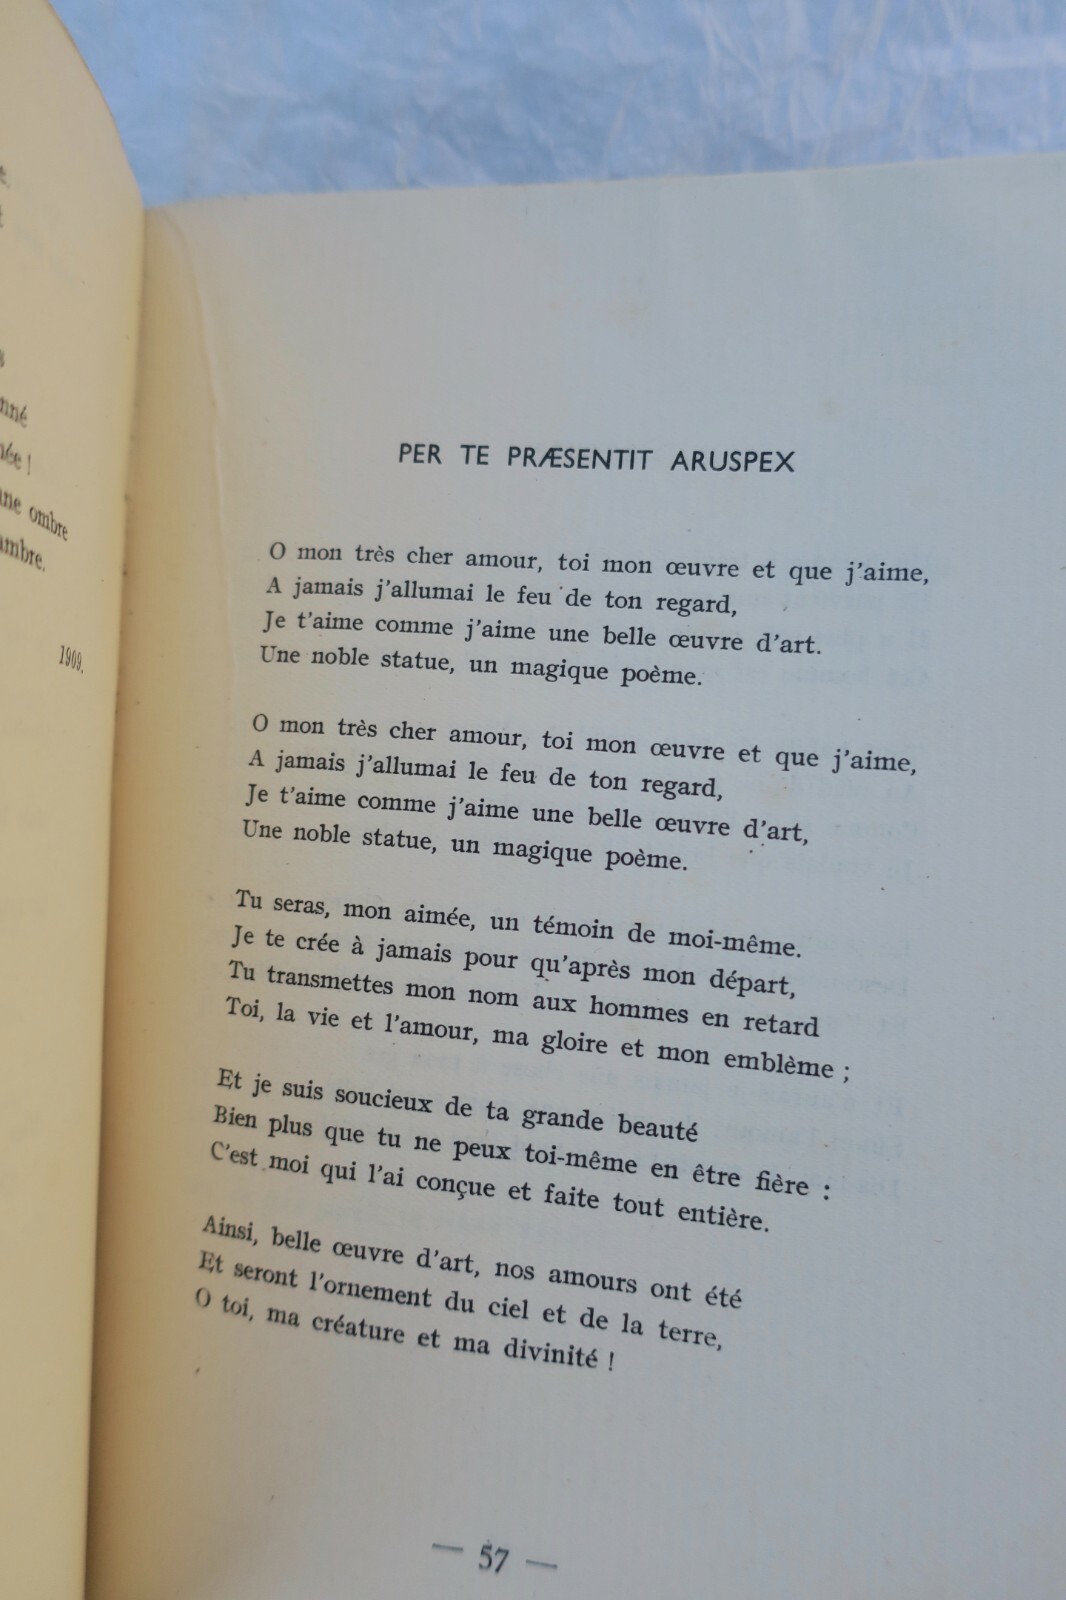 nné
née !
une ombre
ambre.
1909.
PER TE PRÆSENTIT ARUSPEX
O mon très cher amour, toi mon œuvre et que j'aime,
A jamais j'allumai le feu de ton regard,
Je t'aime comme j'aime une belle œuvre d'art.
Une noble statue, un magique poème.
O mon très cher amour, toi mon œuvre et que j'aime,
A jamais j'allumai le feu de ton regard,
Je t'aime comme j'aime une belle œuvre d'art,
Une noble statue, un magique poème.
Tu seras, mon aimée, un témoin de moi-même.
Je te crée à jamais pour qu'après mon départ,
Tu transmettes mon nom aux hommes en retard
Toi, la vie et l'amour, ma gloire et mon emblème ;
Et je suis soucieux de ta grande beauté
Bien plus que tu ne peux toi-même en être fière :
C'est moi qui l'ai conçue et faite tout entière.
Ainsi, belle œuvre d'art, nos amours ont été
Et seront l'ornement du ciel et de la terre,
O toi, ma créature et ma divinité !
— 57 —